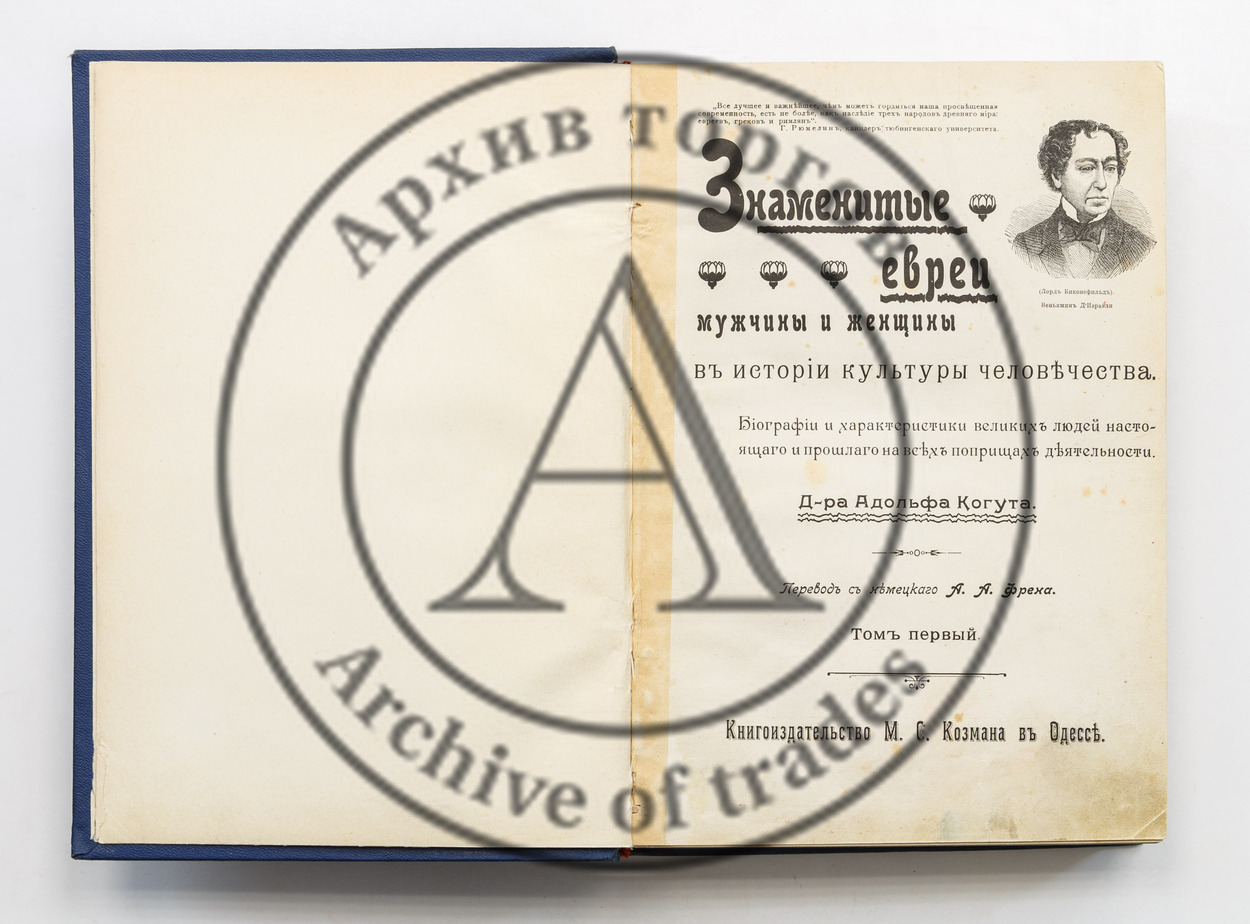 „Все лучшее и важнѣйшее, чѣмъ можетъ гордиться наша просвѣщенная
современность, есть не болѣе, какъ наслѣдіе трехъ народовъ древняго міра:
евреевъ, грековъ и римлянъ“.
Г. Рюмелинъ, канцлеръ тюбингенскаго университета.
Знаменитые
евреи
мужчины и женщины
въ исторіи культуры человѣчества.
(Лордъ Биконсфильдъ).
Веньяминъ Д'Израэли
Біографіи и характеристики великихъ людей насто-
ящаго и прошлаго на всѣхъ поприщахъ дѣятельности.
Д-ра Адольфа Когута.
Переводъ съ нѣмецкаго А. А. Френа.
Томъ первый.
Книгоиздательство М. С. Козмана въ Одессѣ.
Архив торгов
A
Archive of trades